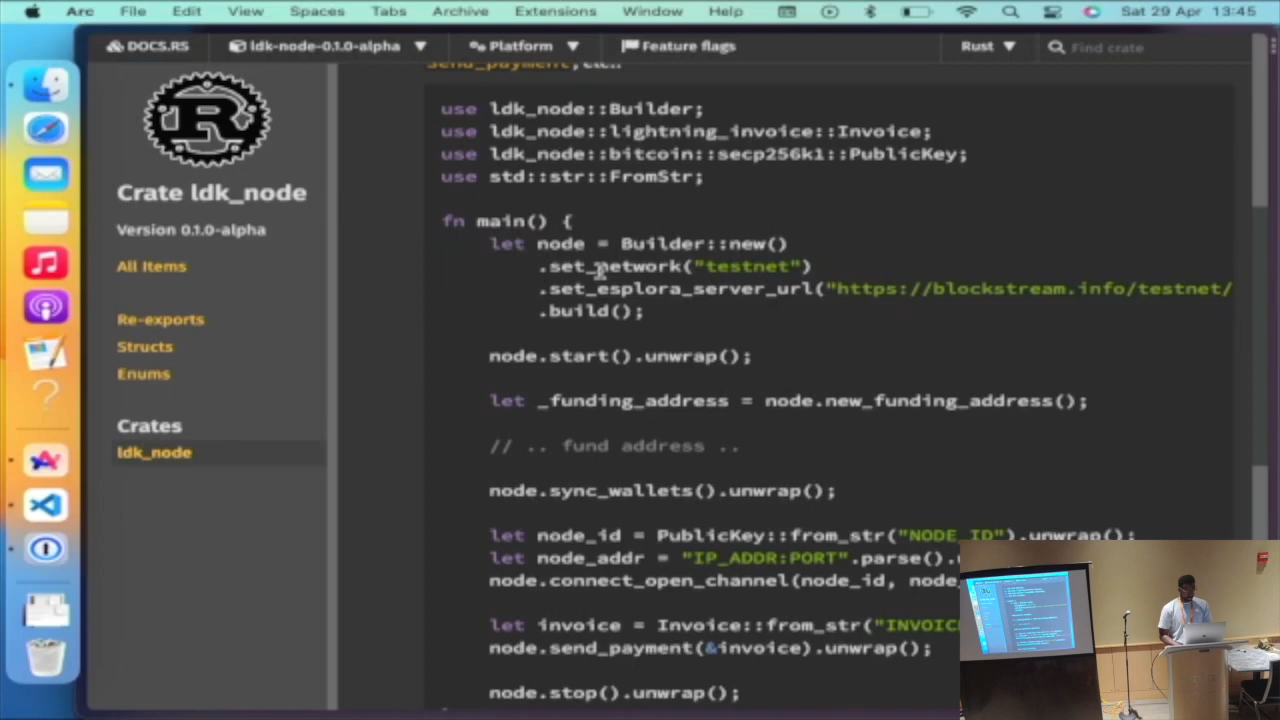 Arc File Edit View Spaces Tabs Archive Extensions Window Help Sat 29 Apr 13:45
DOCS.RS ldk-node-0.1.0-alpha Platform Feature flags Rust Find crate
send_payment, etc.:
Crate ldk_node
Version 0.1.0-alpha
All Items
Re-exports
Structs
Enums
Crates
ldk_node
use ldk_node::Builder;
use ldk_node::lightning_invoice::Invoice;
use ldk_node::bitcoin::secp256k1::PublicKey;
use std::str::FromStr;
fn main() {
let node = Builder::new()
.set_network("testnet")
.set_esplora_server_url("https://blockstream.info/testnet/
.build();
node.start().unwrap();
let _funding_address = node.new_funding_address();
// .. fund address ..
node.sync_wallets().unwrap();
let node_id = PublicKey::from_str("NODE_ID").unwrap();
let node_addr = "IP_ADDR:PORT".parse().
node.connect_open_channel(node_id, node_
let invoice = Invoice::from_str("INVOIC
node.send_payment(&invoice).unwrap();
node.stop().unwrap();